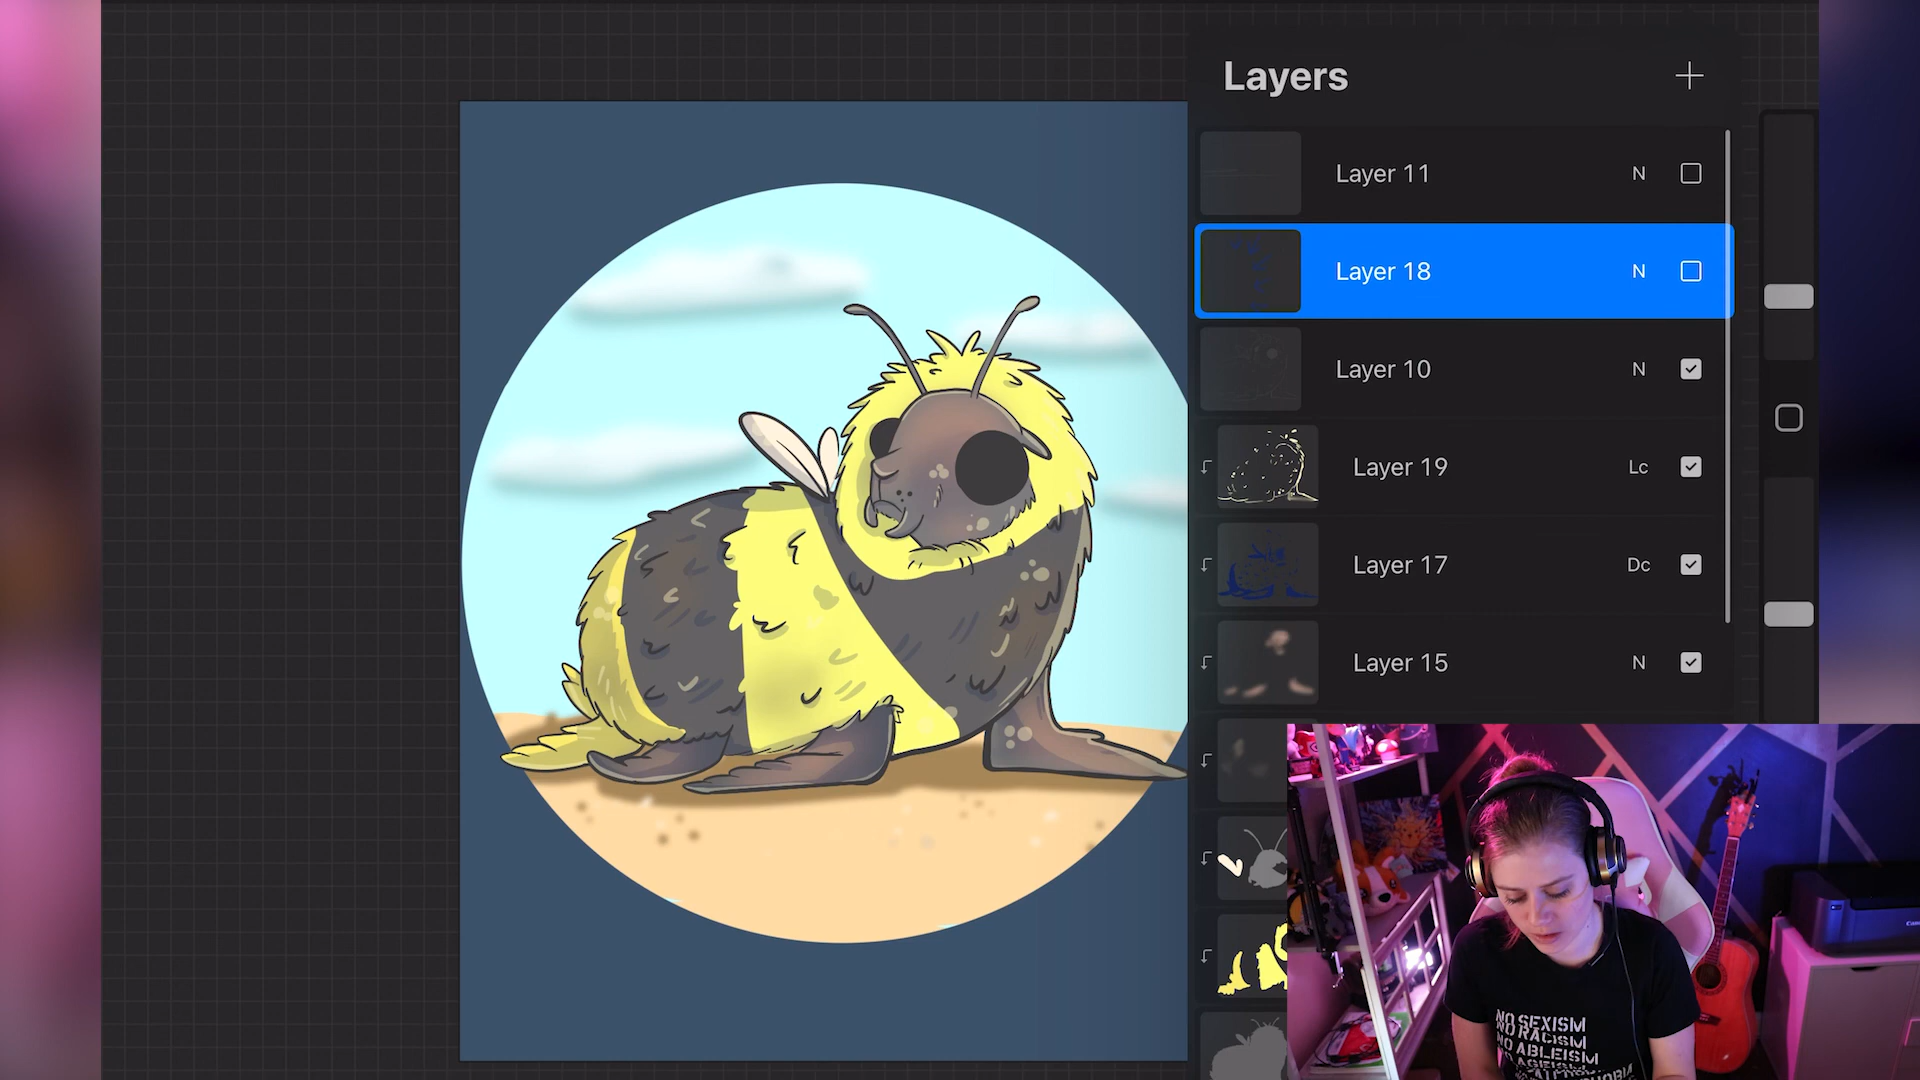 Layers
Layer 11 N
Layer 18 N
Layer 10 N
Layer 19 Lc
Layer 17 Dc
Layer 15 N
NO SEXISM
NO RACISM
NO ABLEISM